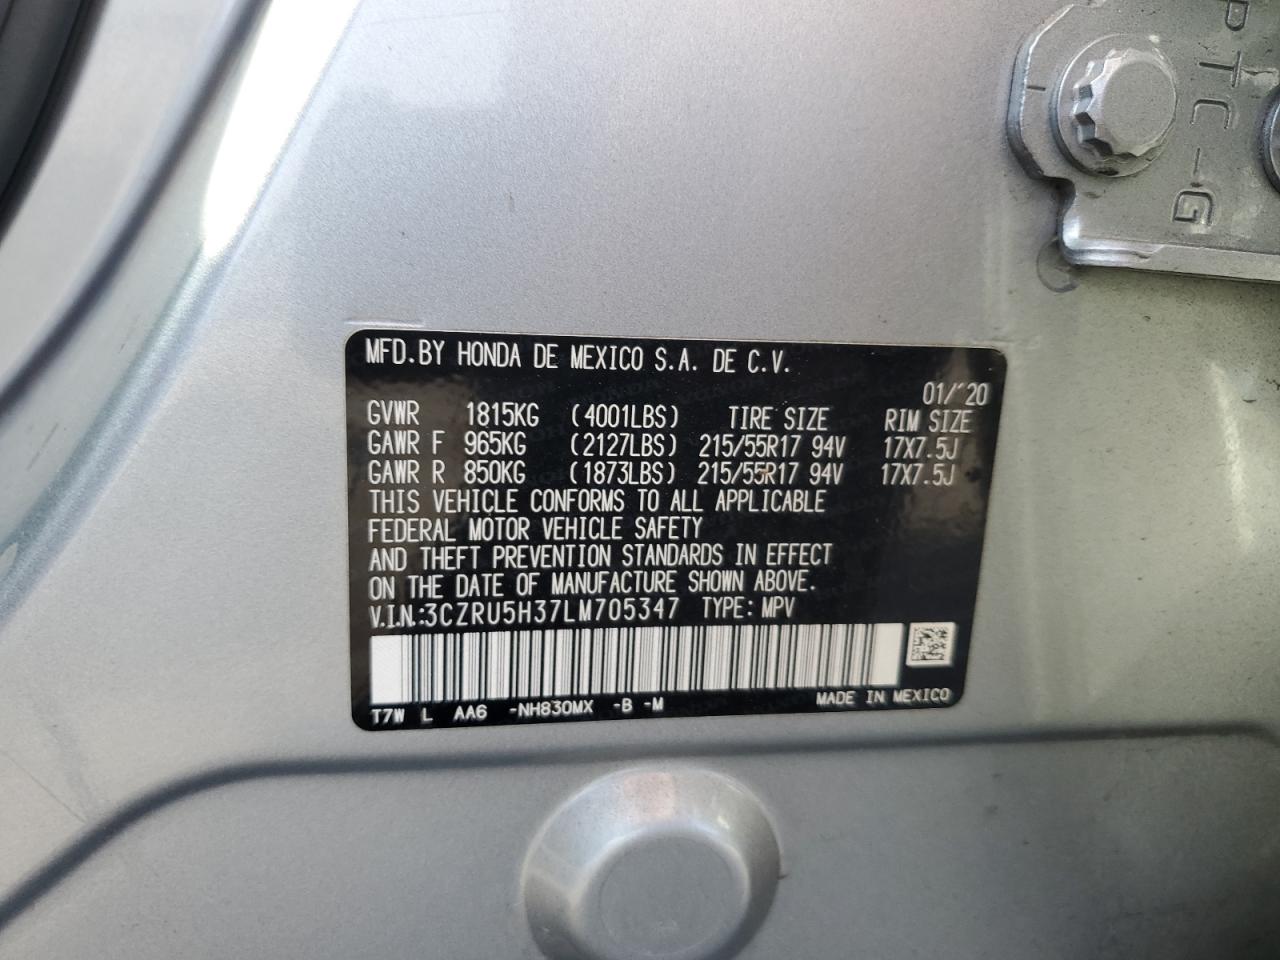 PTC-G
MFD.BY HONDA DE MEXICO S.A. DE C.V.
01/'20
GVWR 1815KG (4001LBS) TIRE SIZE RIM SIZE
GAWR F 965KG (2127LBS) 215/55R17 94V 17X7.5J
GAWR R 850KG (1873LBS) 215/55R17 94V 17X7.5J
THIS VEHICLE CONFORMS TO ALL APPLICABLE
FEDERAL MOTOR VEHICLE SAFETY
AND THEFT PREVENTION STANDARDS IN EFFECT
ON THE DATE OF MANUFACTURE SHOWN ABOVE.
V.I.N.:3CZRU5H37LM705347 TYPE: MPV
T7W L AA6 -NH830MX -B -M MADE IN MEXICO